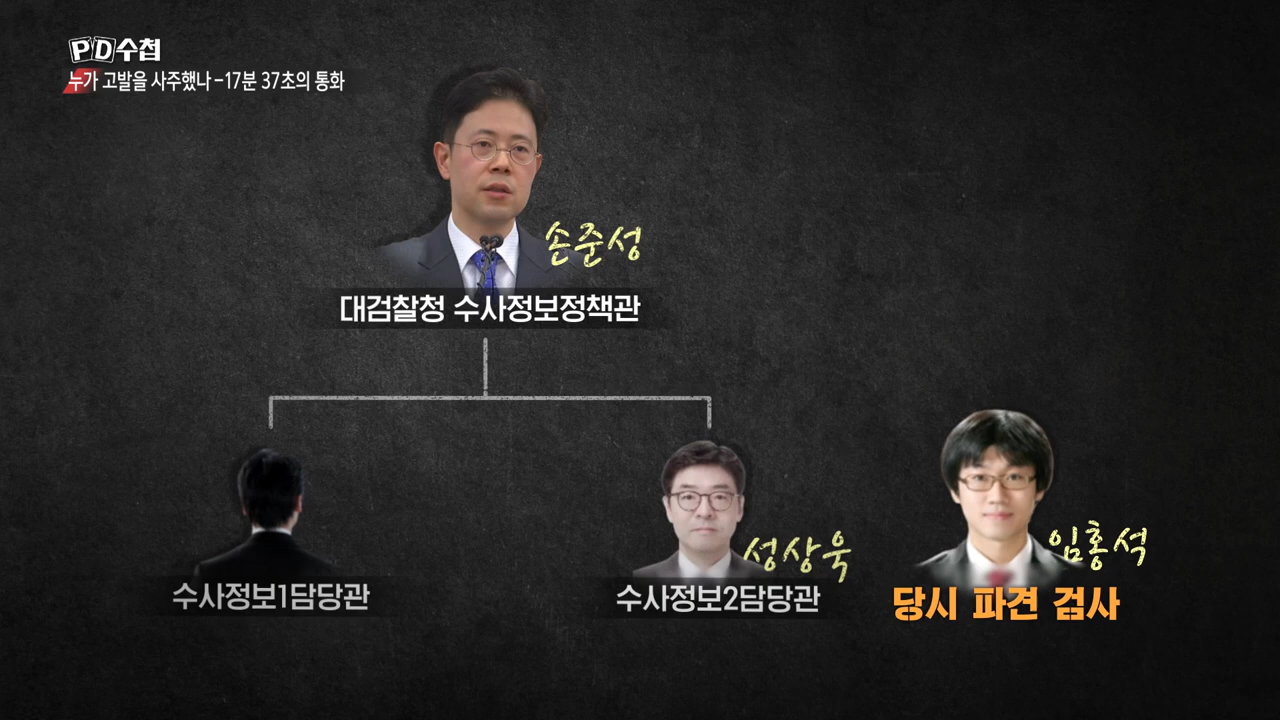 PD수첩
누가 고발을 사주했나-17분 37초의 통화
손준성
대검찰청 수사정보정책관
성상욱
임홍석
수사정보1담당관
수사정보2담당관
당시 파견 검사